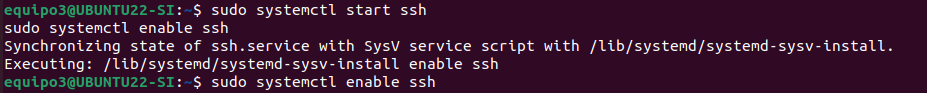 equipo3@UBUNTU22-SI:~$ sudo systemctl start ssh
sudo systemctl enable ssh
Synchronizing state of ssh.service with SysV service script with /lib/systemd/systemd-sysv-install.
Executing: /lib/systemd/systemd-sysv-install enable ssh
equipo3@UBUNTU22-SI:~$ sudo systemctl enable ssh